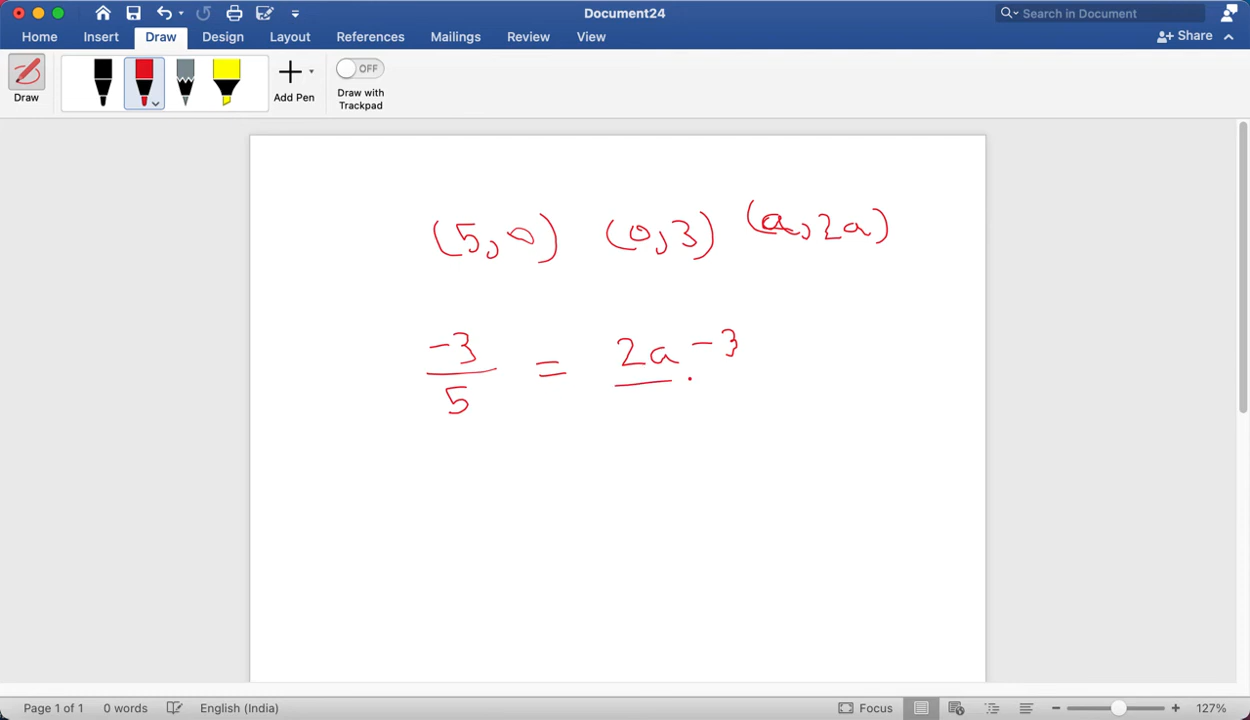 Document24
Search in Document
Home Insert Draw Design Layout References Mailings Review View
Share
OFF
Draw
Add Pen
Draw with
Trackpad
(5,0) (0,3) (a,2a)
-3/5 = 2a-3
Page 1 of 1 0 words English (India) Focus 127%